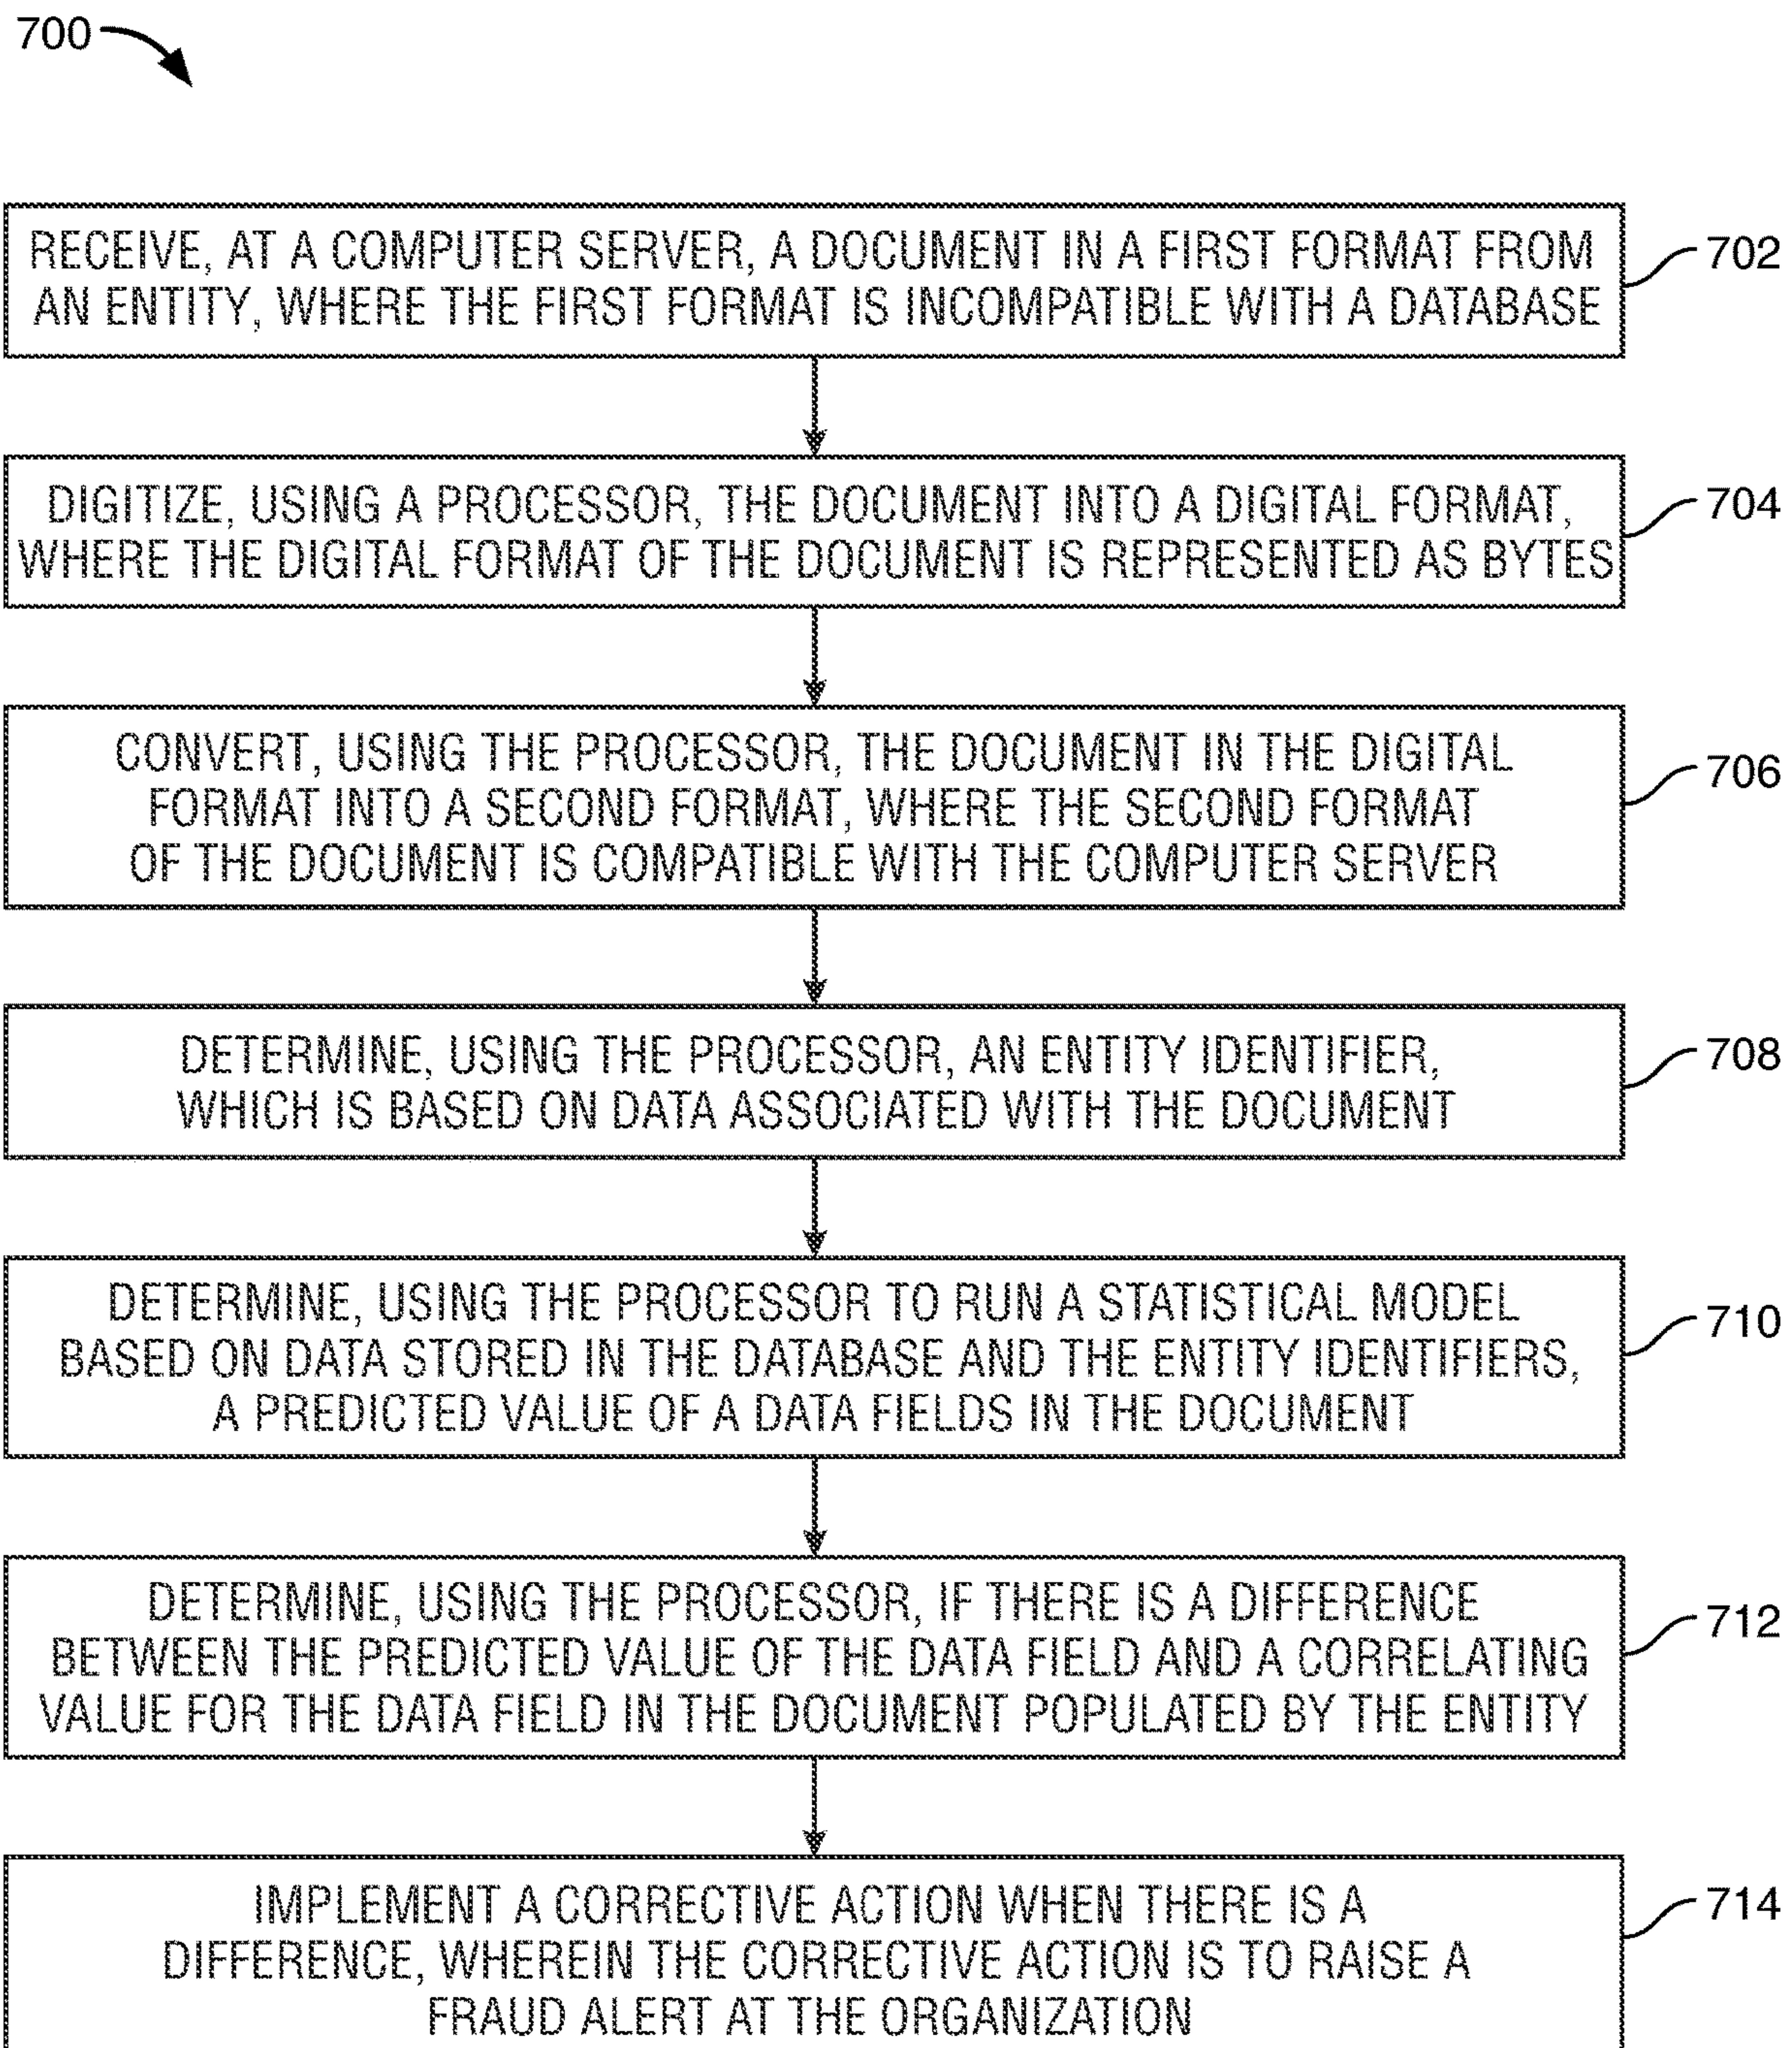 700
RECEIVE, AT A COMPUTER SERVER, A DOCUMENT IN A FIRST FORMAT FROM
AN ENTITY, WHERE THE FIRST FORMAT IS INCOMPATIBLE WITH A DATABASE
702
DIGITIZE, USING A PROCESSOR, THE DOCUMENT INTO A DIGITAL FORMAT,
WHERE THE DIGITAL FORMAT OF THE DOCUMENT IS REPRESENTED AS BYTES
704
CONVERT, USING THE PROCESSOR, THE DOCUMENT IN THE DIGITAL
FORMAT INTO A SECOND FORMAT, WHERE THE SECOND FORMAT
OF THE DOCUMENT IS COMPATIBLE WITH THE COMPUTER SERVER
706
DETERMINE, USING THE PROCESSOR, AN ENTITY IDENTIFIER,
WHICH IS BASED ON DATA ASSOCIATED WITH THE DOCUMENT
708
DETERMINE, USING THE PROCESSOR TO RUN A STATISTICAL MODEL
BASED ON DATA STORED IN THE DATABASE AND THE ENTITY IDENTIFIERS,
A PREDICTED VALUE OF A DATA FIELDS IN THE DOCUMENT
710
DETERMINE, USING THE PROCESSOR, IF THERE IS A DIFFERENCE
BETWEEN THE PREDICTED VALUE OF THE DATA FIELD AND A CORRELATING
VALUE FOR THE DATA FIELD IN THE DOCUMENT POPULATED BY THE ENTITY
712
IMPLEMENT A CORRECTIVE ACTION WHEN THERE IS A
DIFFERENCE, WHEREIN THE CORRECTIVE ACTION IS TO RAISE A
FRAUD ALERT AT THE ORGANIZATION
714